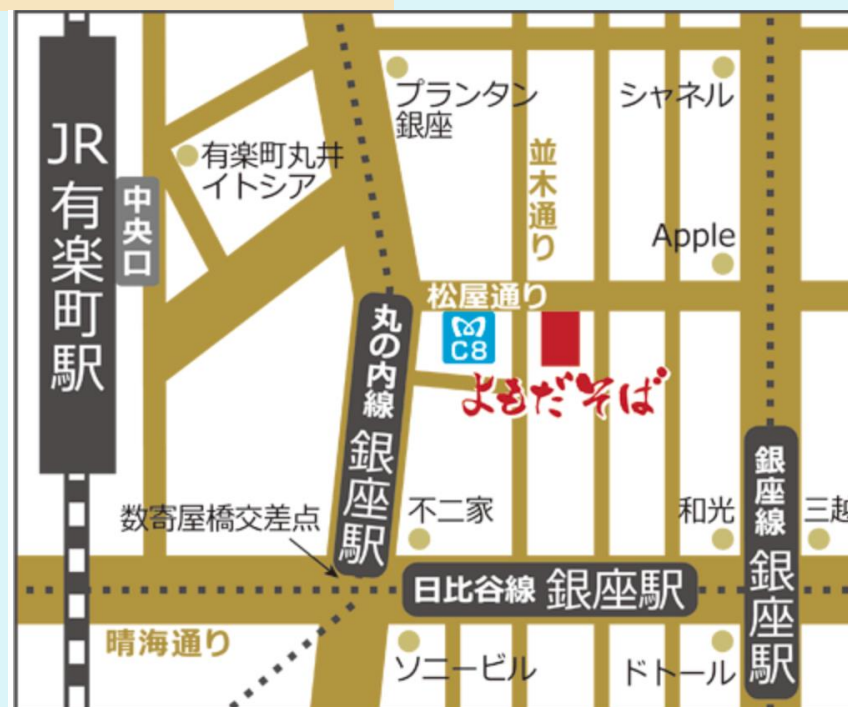 プランタン
銀座
シャネル
JR
有楽町駅
有楽町丸井
イトシア
並木通り
中央口
Apple
松屋通り
C8
丸の内線
銀座駅
よもだそば
銀座線
銀座駅
不二家
和光
三越
数寄屋橋交差点
日比谷線 銀座駅
晴海通り
ソニービル
ドトール